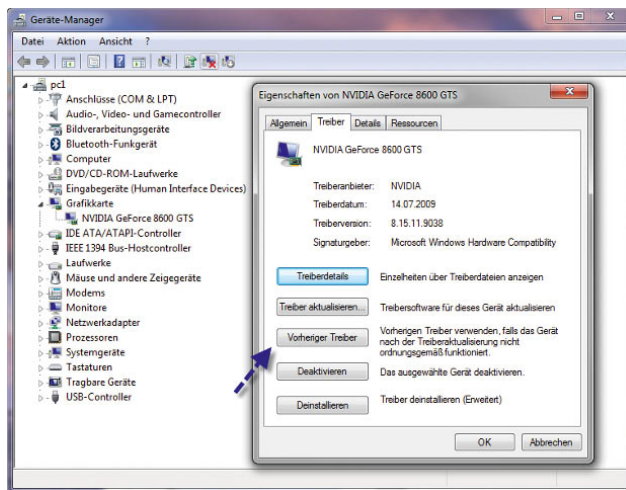 Geräte-Manager
Datei Aktion Ansicht ?
pc1
Anschlüsse (COM & LPT)
Audio-, Video- und Gamecontroller
Bildverarbeitungsgeräte
Bluetooth-Funkgerät
Computer
DVD/CD-ROM-Laufwerke
Eingabegeräte (Human Interface Devices)
Grafikkarte
NVIDIA GeForce 8600 GTS
IDE ATA/ATAPI-Controller
IEEE 1394 Bus-Hostcontroller
Laufwerke
Mäuse und andere Zeigegeräte
Modems
Monitore
Netzwerkadapter
Prozessoren
Systemgeräte
Tastaturen
Tragbare Geräte
USB-Controller
Eigenschaften von NVIDIA GeForce 8600 GTS
Allgemein Treiber Details Ressourcen
NVIDIA GeForce 8600 GTS
Treiberanbieter: NVIDIA
Treiberdatum: 14.07.2009
Treiberversion: 8.15.11.9038
Signaturgeber: Microsoft Windows Hardware Compatibility
Treiberdetails Einzelheiten über Treiberdateien anzeigen
Treiber aktualisieren... Treibersoftware für dieses Gerät aktualisieren
Vorheriger Treiber Vorherigen Treiber verwenden, falls das Gerät
nach der Treiberaktualisierung nicht
ordnungsgemäß funktioniert.
Deaktivieren Das ausgewählte Gerät deaktivieren.
Deinstallieren Treiber deinstallieren (Erweitert)
OK Abbrechen